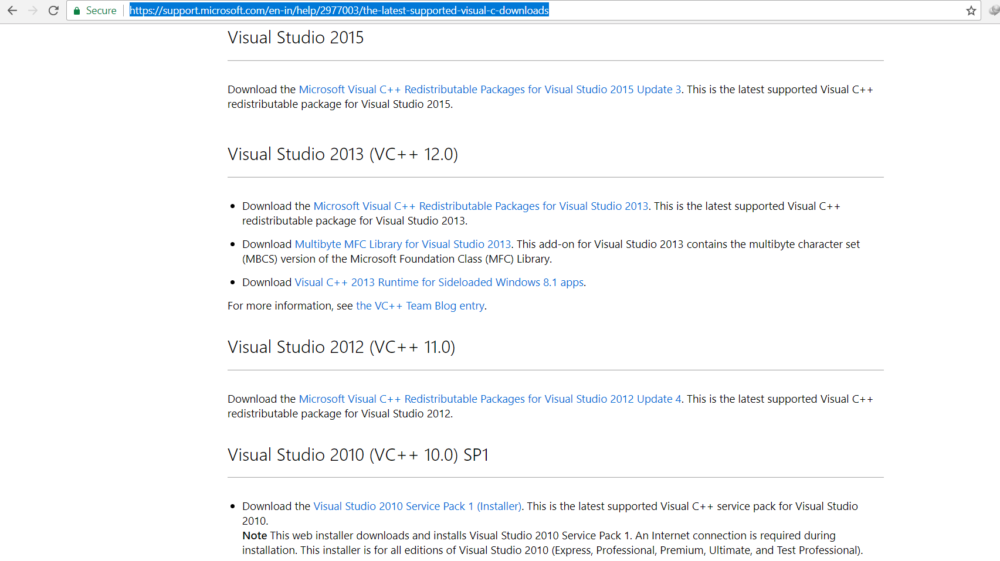 Secure https://support.microsoft.com/en-in/help/2977003/the-latest-supported-visual-c-downloads
Visual Studio 2015
Download the Microsoft Visual C++ Redistributable Packages for Visual Studio 2015 Update 3. This is the latest supported Visual C++
redistributable package for Visual Studio 2015.
Visual Studio 2013 (VC++ 12.0)
• Download the Microsoft Visual C++ Redistributable Packages for Visual Studio 2013. This is the latest supported Visual C++
redistributable package for Visual Studio 2013.
• Download Multibyte MFC Library for Visual Studio 2013. This add-on for Visual Studio 2013 contains the multibyte character set
(MBCS) version of the Microsoft Foundation Class (MFC) Library.
• Download Visual C++ 2013 Runtime for Sideloaded Windows 8.1 apps.
For more information, see the VC++ Team Blog entry.
Visual Studio 2012 (VC++ 11.0)
Download the Microsoft Visual C++ Redistributable Packages for Visual Studio 2012 Update 4. This is the latest supported Visual C++
redistributable package for Visual Studio 2012.
Visual Studio 2010 (VC++ 10.0) SP1
• Download the Visual Studio 2010 Service Pack 1 (Installer). This is the latest supported Visual C++ service pack for Visual Studio
2010.
Note This web installer downloads and installs Visual Studio 2010 Service Pack 1. An Internet connection is required during
installation. This installer is for all editions of Visual Studio 2010 (Express, Professional, Premium, Ultimate, and Test Professional).